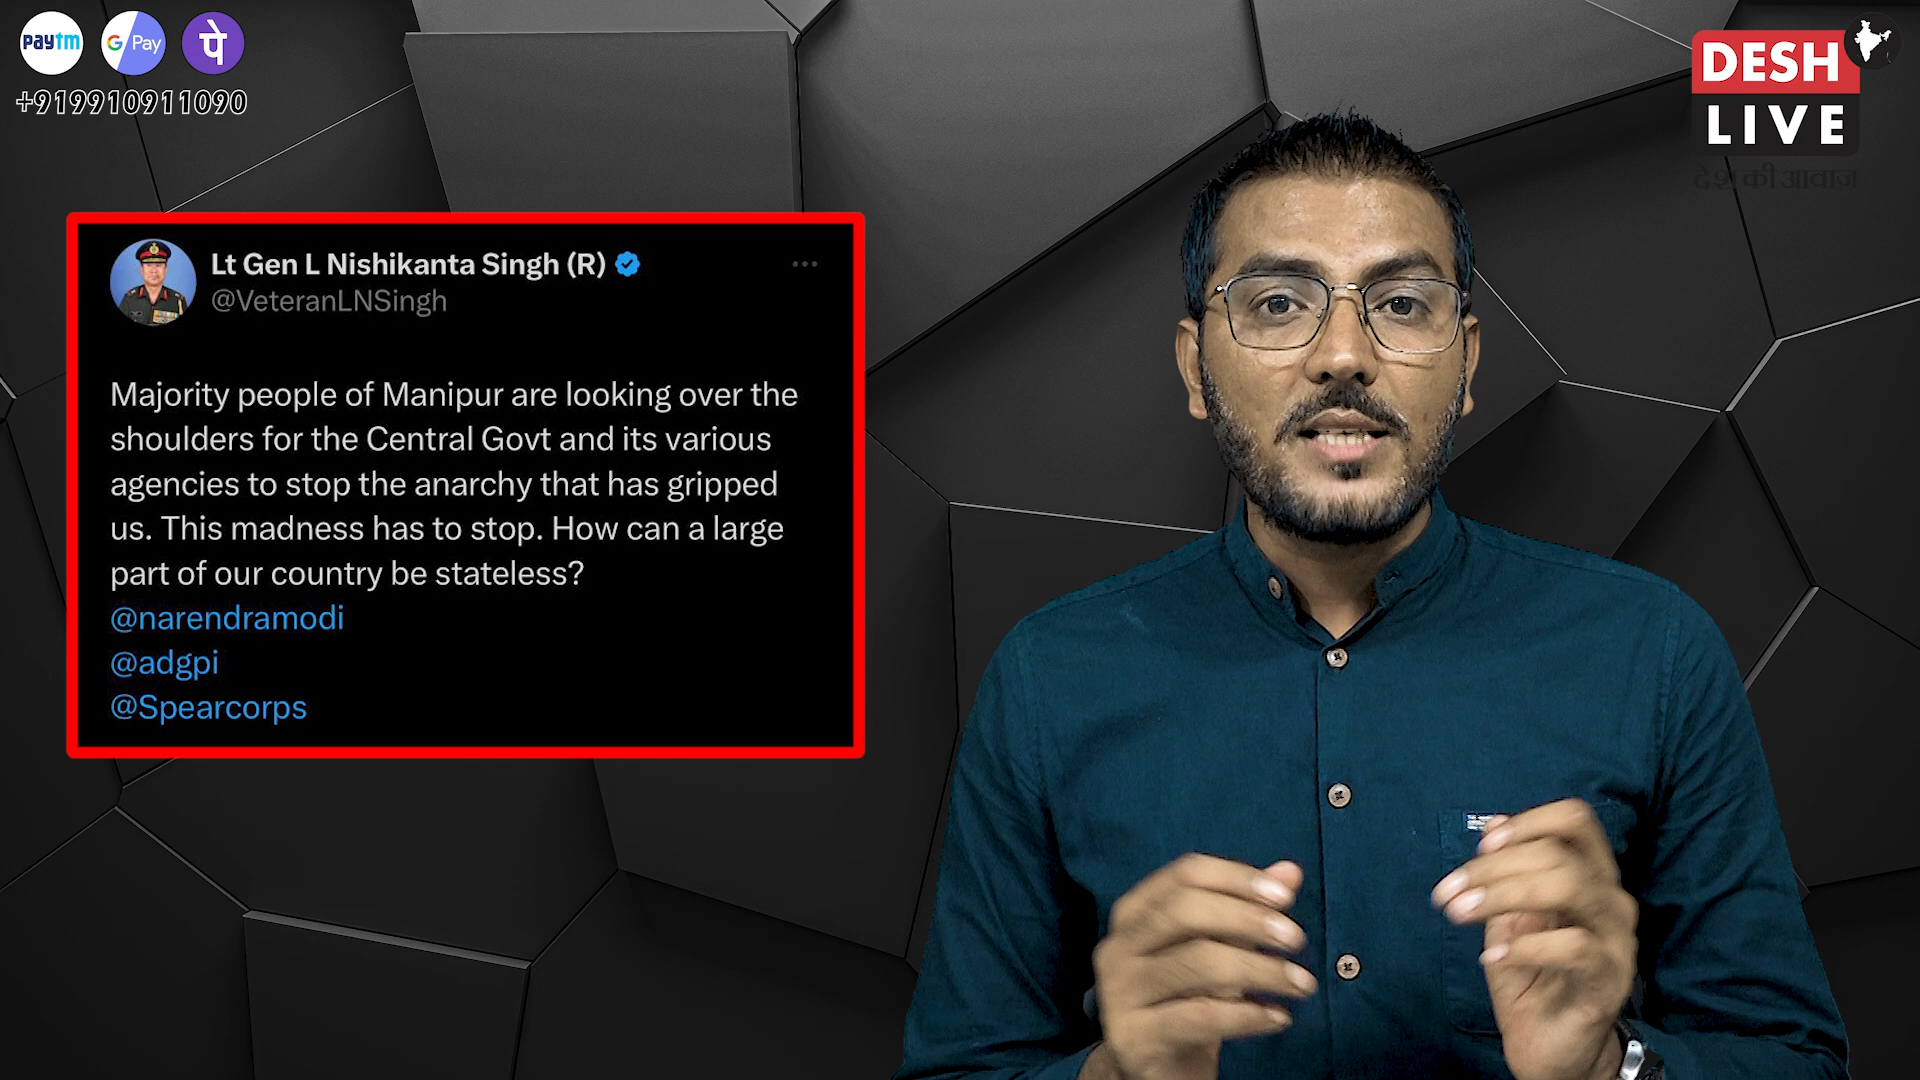 paytm
G Pay
पे
+919910911090
DESH
LIVE
देश की आवाज
Lt Gen L Nishikanta Singh (R)
@VeteranLNSingh
Majority people of Manipur are looking over the
shoulders for the Central Govt and its various
agencies to stop the anarchy that has gripped
us. This madness has to stop. How can a large
part of our country be stateless?
@narendramodi
@adgpi
@Spearcorps